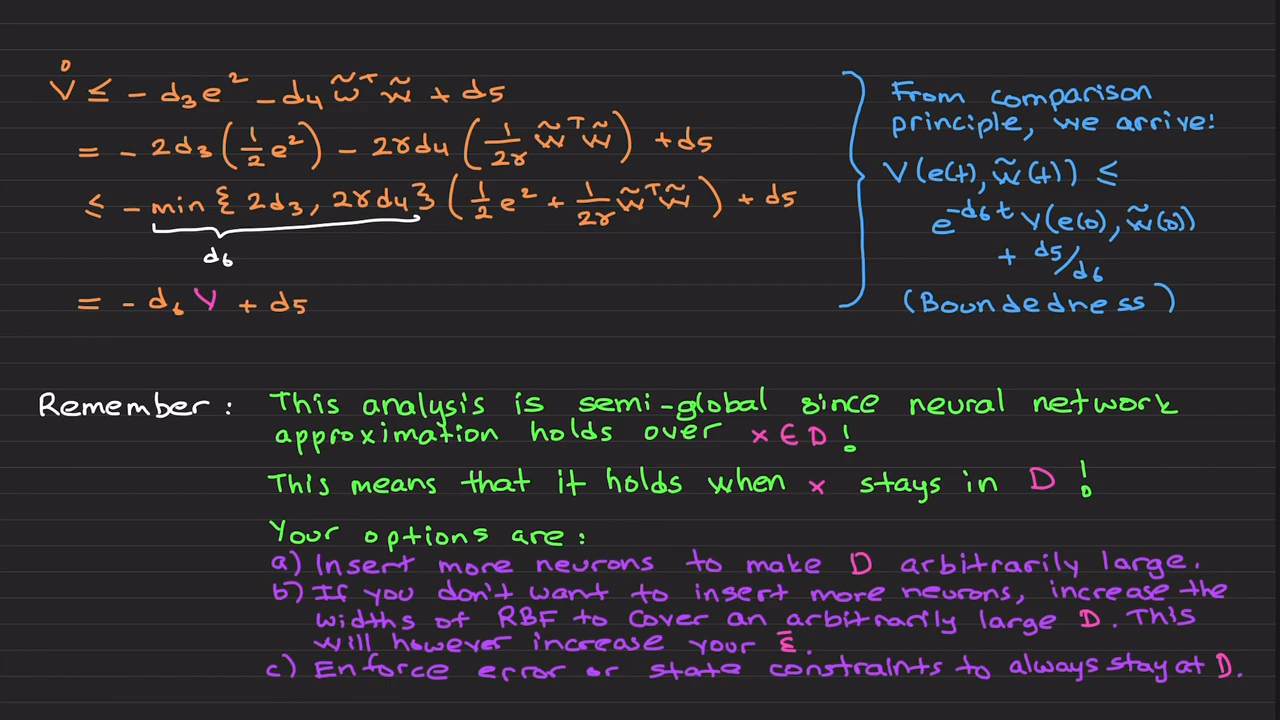 V̇ ≤ - d₃e² - d₄ w̃ᵀw̃ + d₅
= - 2d₃(½e²) - 2γd₄(1/2γ w̃ᵀw̃) + d₅
≤ - min{2d₃, 2γd₄}(½e² + 1/2γ w̃ᵀw̃) + d₅
d₆
= - d₆ V + d₅
From comparison
principle, we arrive:
V(e(t), w̃(t)) ≤
e^{-d₆t} V(e(0), w̃(0))
+ d₅/d₆
(Boundedness)
Remember: This analysis is semi-global since neural network
approximation holds over x ∈ D!
This means that it holds when x stays in D!
Your options are:
a) Insert more neurons to make D arbitrarily large.
b) If you don't want to insert more neurons, increase the
widths of RBF to cover an arbitrarily large D. This
will however increase your ε̄.
c) Enforce error or state constraints to always stay at D.